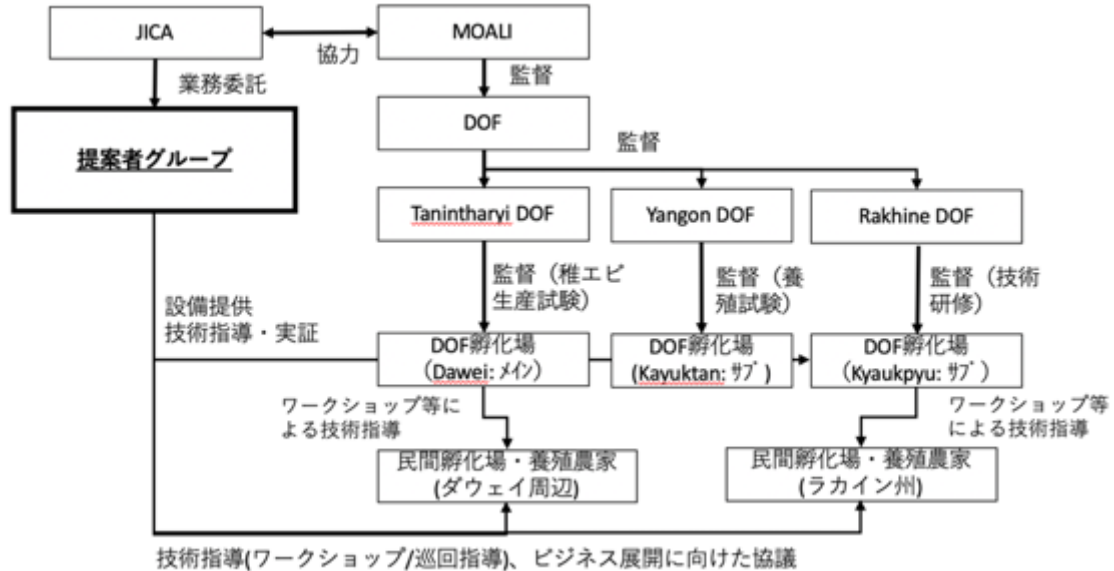 JICA
MOALI
協力
業務委託
監督
DOF
提案者グループ
監督
Tanintharyi DOF
Yangon DOF
Rakhine DOF
監督（稚エビ
生産試験）
監督（養
殖試験）
監督（技術
研修）
設備提供
技術指導・実証
DOF孵化場
（Dawei: ﾒｲﾝ）
DOF孵化場
(Kayuktan: ｻﾌﾞ)
DOF孵化場
（Kyaukpyu: ｻﾌﾞ）
ワークショップ等に
よる技術指導
ワークショップ等
による技術指導
民間孵化場・養殖農家
(ダウェイ周辺)
民間孵化場・養殖農家
(ラカイン州)
技術指導(ワークショップ/巡回指導)、ビジネス展開に向けた協議